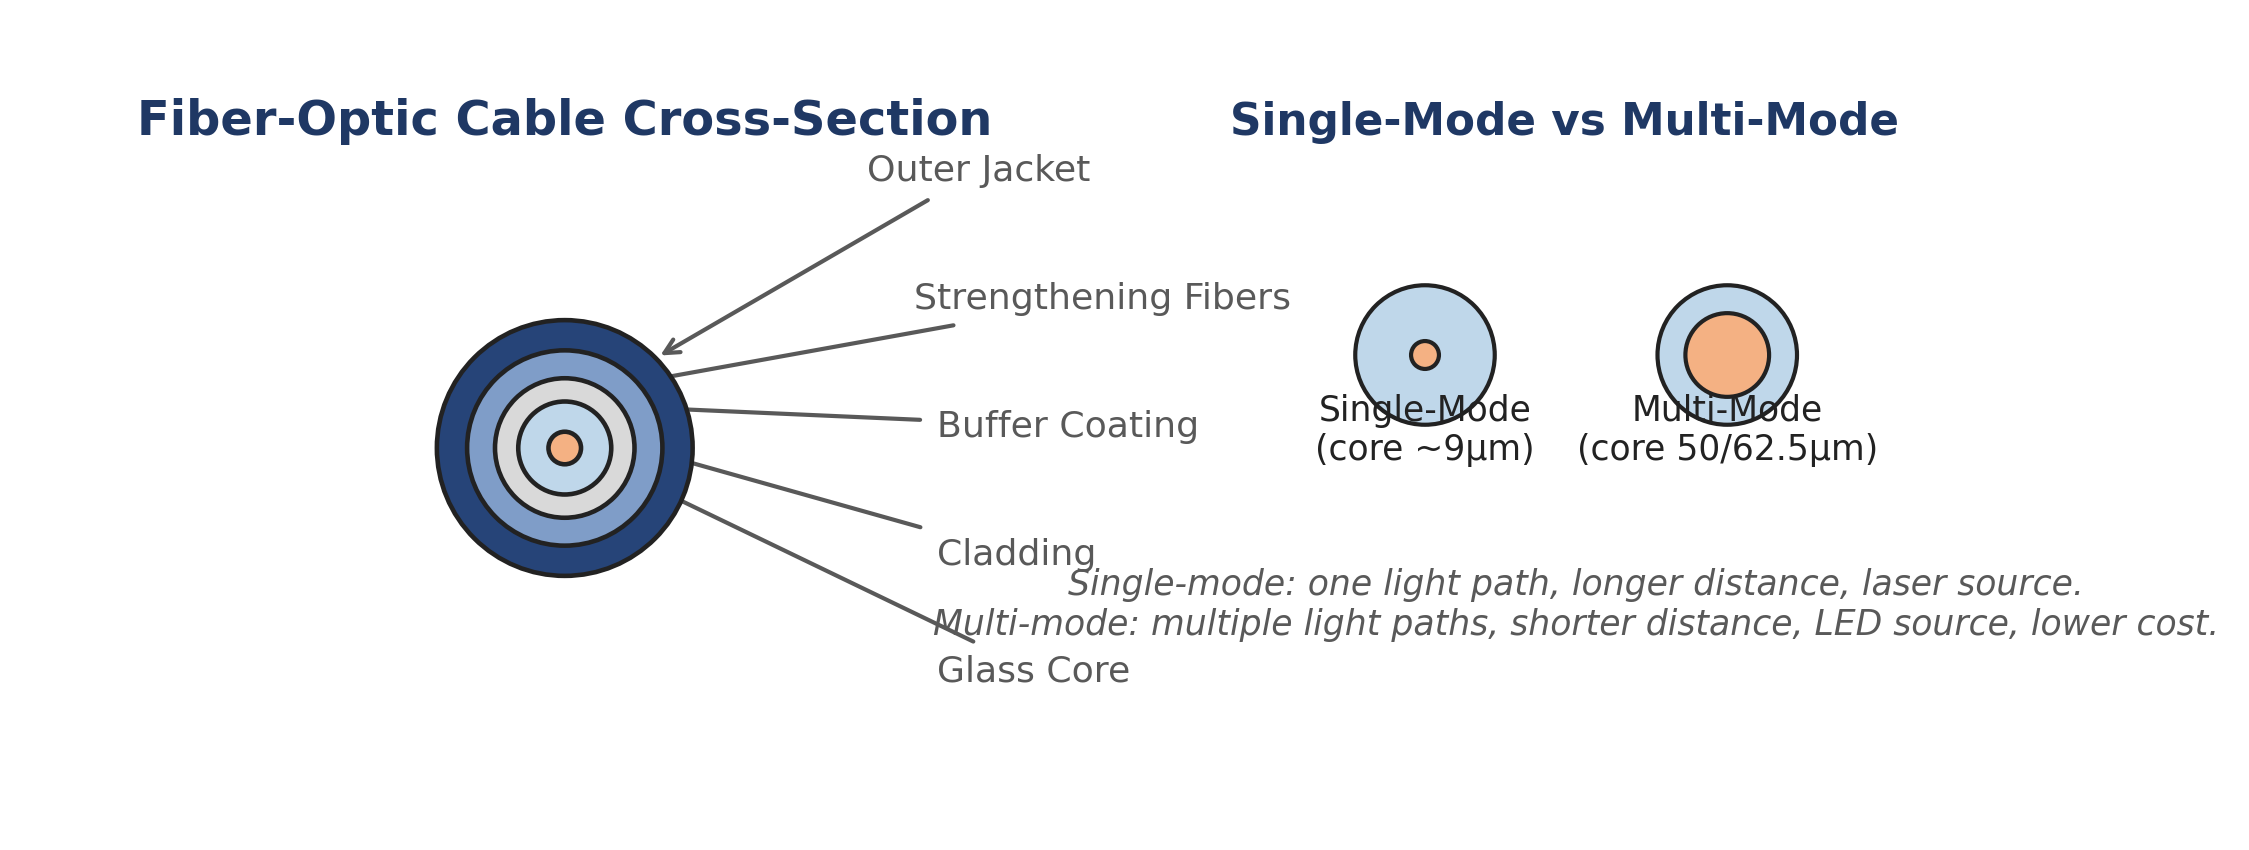 Fiber-Optic Cable Cross-Section
Outer Jacket
Strengthening Fibers
Buffer Coating
Cladding
Glass Core
Single-Mode vs Multi-Mode
Single-Mode
(core ~9µm)
Multi-Mode
(core 50/62.5µm)
Single-mode: one light path, longer distance, laser source.
Multi-mode: multiple light paths, shorter distance, LED source, lower cost.